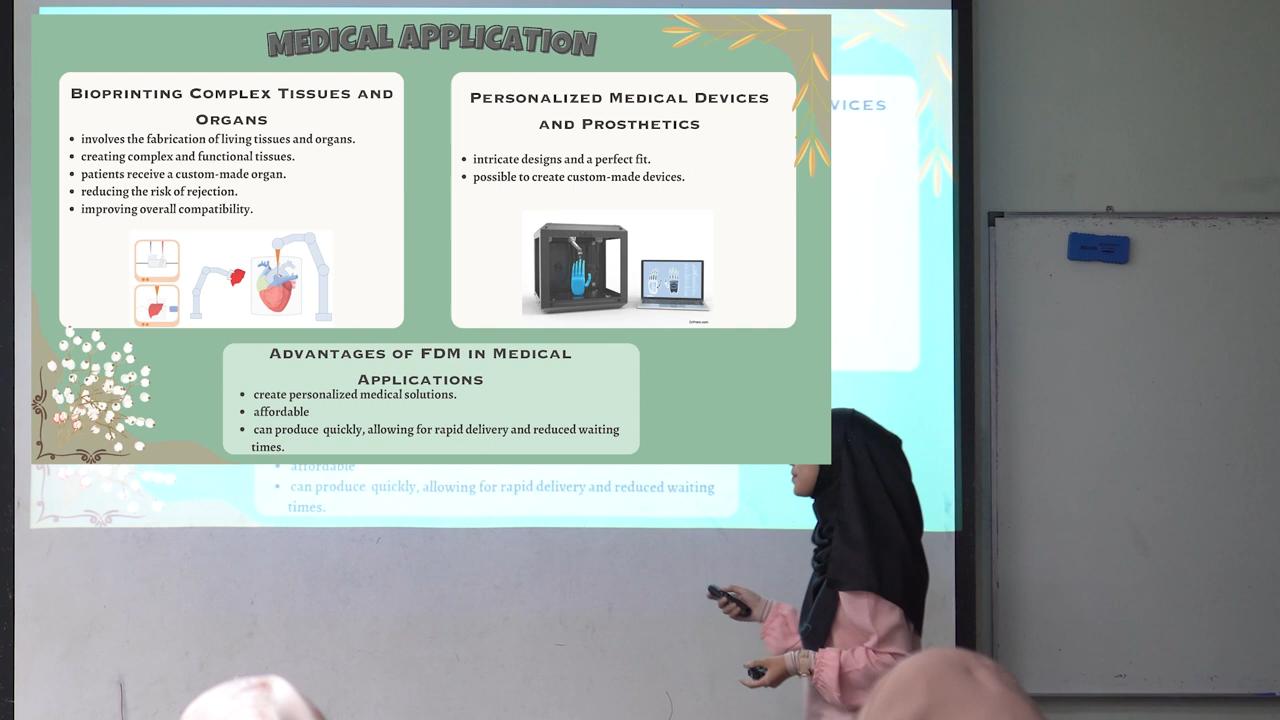 MEDICAL APPLICATION
BIOPRINTING COMPLEX TISSUES AND
ORGANS
involves the fabrication of living tissues and organs.
creating complex and functional tissues.
patients receive a custom-made organ.
reducing the risk of rejection.
improving overall compatibility.
PERSONALIZED MEDICAL DEVICES
AND PROSTHETICS
intricate designs and a perfect fit.
possible to create custom-made devices.
VICES
ADVANTAGES OF FDM IN MEDICAL
APPLICATIONS
create personalized medical solutions.
affordable
can produce quickly, allowing for rapid delivery and reduced waiting
times.
affordable
can produce quickly, allowing for rapid delivery and reduced waiting
times.